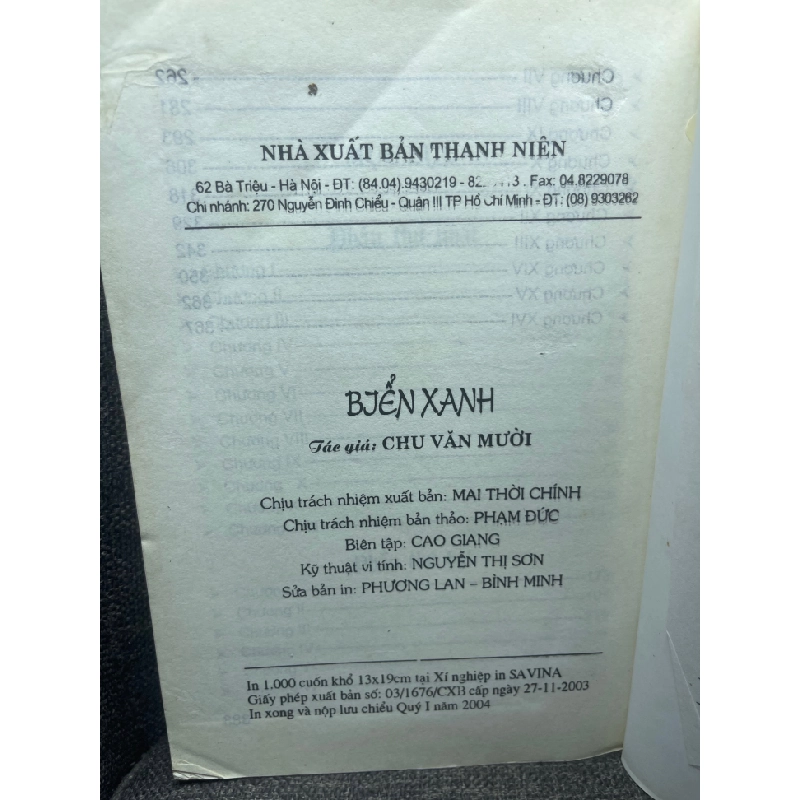 NHÀ XUẤT BẢN THANH NIÊN
62 Bà Triệu - Hà Nội - ĐT: (84.04).9430219 - Fax: 04.8229078
Chi nhánh: 270 Nguyễn Đình Chiểu - Quận III TP Hồ Chí Minh - ĐT: (08) 9303262
BIỂN XANH
Tác giả: CHU VĂN MƯỜI
Chịu trách nhiệm xuất bản: MAI THỜI CHÍNH
Chịu trách nhiệm bản thảo: PHẠM ĐỨC
Biên tập: CAO GIANG
Kỹ thuật vi tính: NGUYỄN THỊ SƠN
Sửa bản in: PHƯƠNG LAN – BÌNH MINH
In 1.000 cuốn khổ 13x19cm tại Xí nghiệp in SAVINA
Giấy phép xuất bản số: 03/1676/CXB cấp ngày 27-11-2003
In xong và nộp lưu chiểu Quý I năm 2004